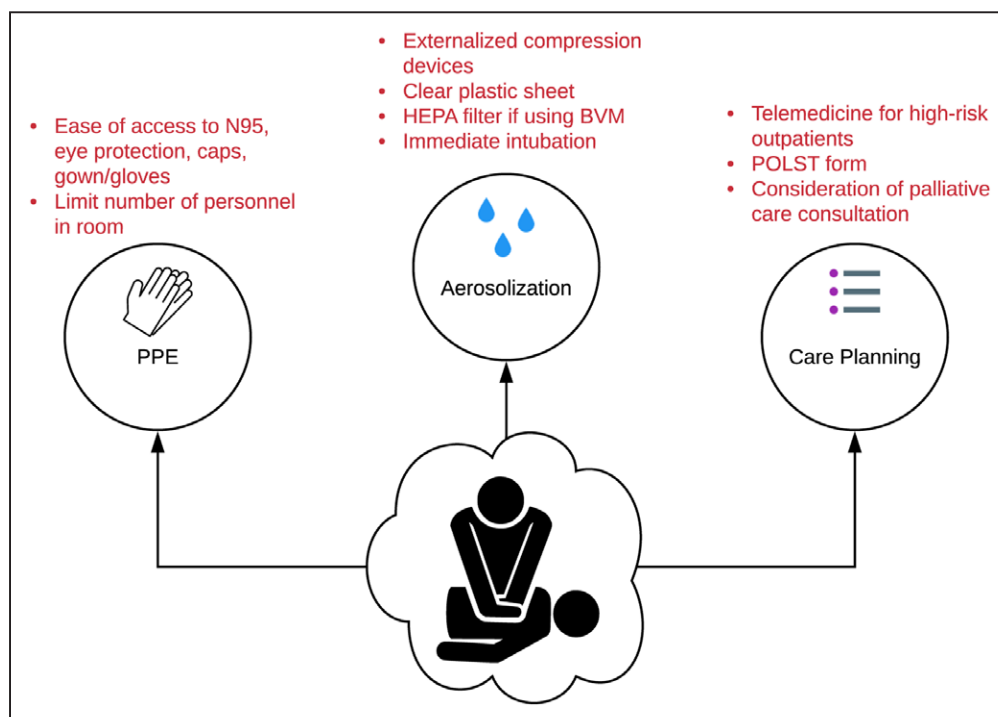 • Externalized compression
devices
• Clear plastic sheet
• HEPA filter if using BVM
• Immediate intubation
Aerosolization
• Ease of access to N95,
eye protection, caps,
gown/gloves
• Limit number of personnel
in room
PPE
• Telemedicine for high-risk
outpatients
• POLST form
• Consideration of palliative
care consultation
Care Planning